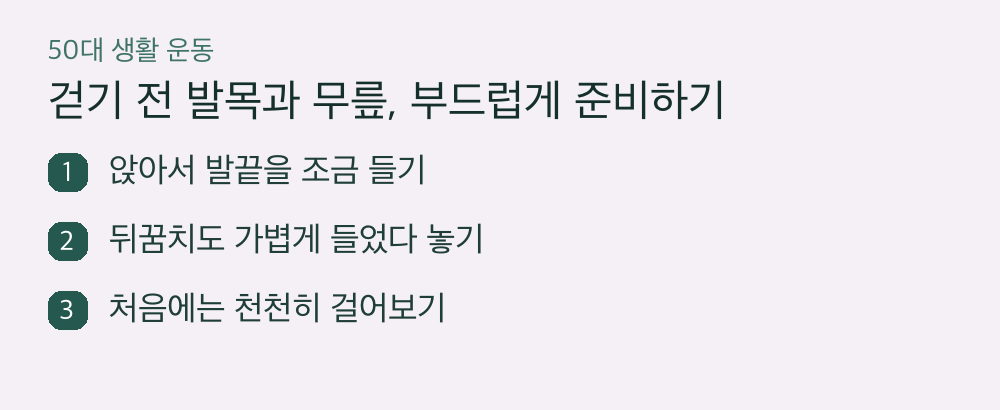 50대 생활 운동
걷기 전 발목과 무릎, 부드럽게 준비하기
1 앉아서 발끝을 조금 들기
2 뒤꿈치도 가볍게 들었다 놓기
3 처음에는 천천히 걸어보기